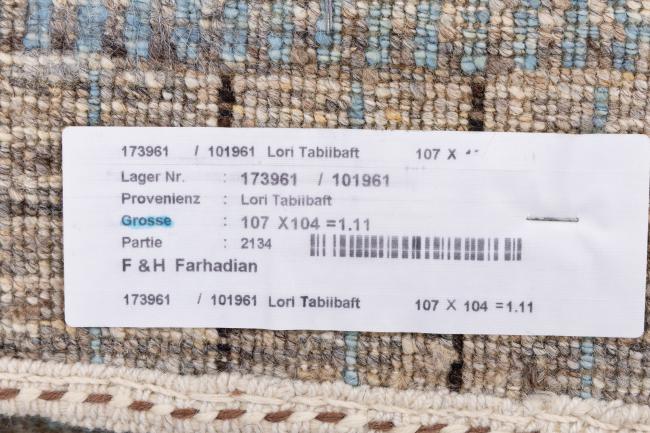 173961 / 101961 Lori Tabiibaft 107 X
Lager Nr. : 173961 / 101961
Provenienz : Lori Tabiibaft
Grosse : 107 X104 =1.11
Partie : 2134
F &H Farhadian
173961 / 101961 Lori Tabiibaft 107 X 104 =1.11